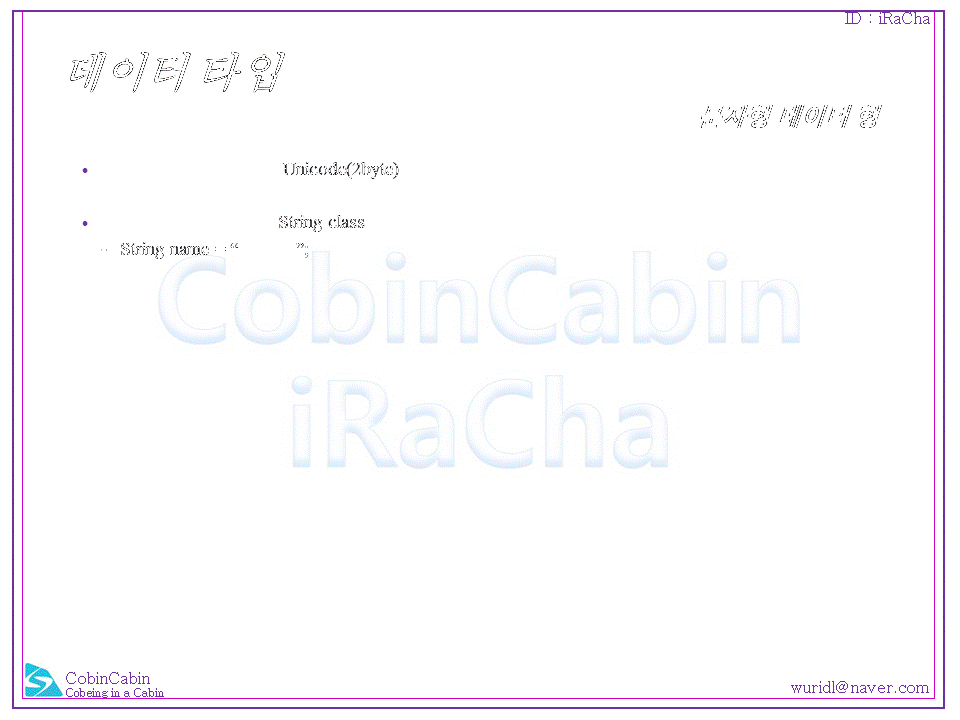 ID : iRaCha
데이터 타입
문자형 데이터 형
• Unicode(2byte)
• String class
– String name =“ ”;
CobinCabin
iRaCha
CobinCabin
Cobeing in a Cabin
wuridl@naver.com